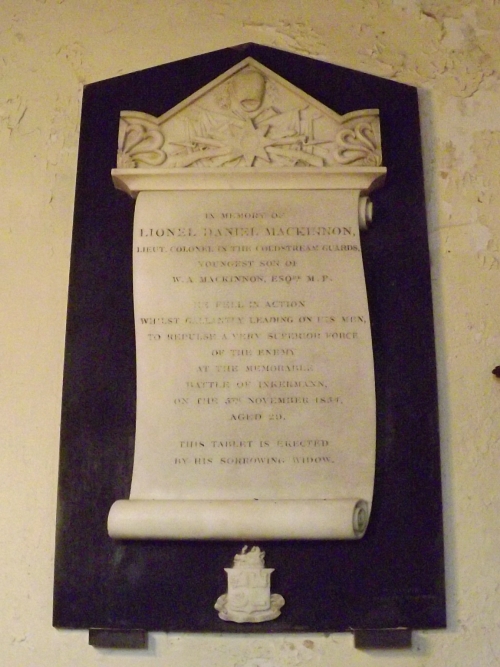 IN MEMORY OF
LIONEL DANIEL MACKINNON,
LIEUT. COLONEL IN THE COLDSTREAM GUARDS,
YOUNGEST SON OF
W. A. MACKINNON, ESQRE M.P.
HE FELL IN ACTION
WHILST GALLANTLY LEADING ON HIS MEN,
TO REPULSE A VERY SUPERIOR FORCE
OF THE ENEMY
AT THE MEMORABLE
BATTLE OF INKERMANN,
ON THE 5TH NOVEMBER 1854,
AGED 29.
THIS TABLET IS ERECTED
BY HIS SORROWING WIDOW.